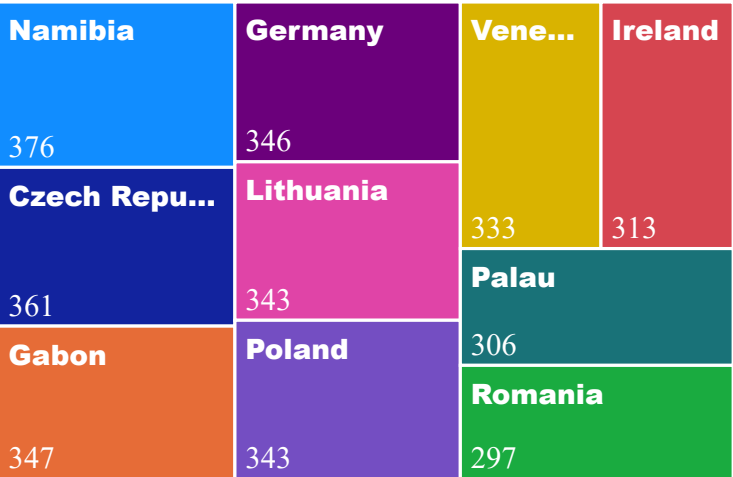 Namibia
376
Czech Repu...
361
Gabon
347
Germany
346
Lithuania
343
Poland
343
Vene...
333
Ireland
313
Palau
306
Romania
297